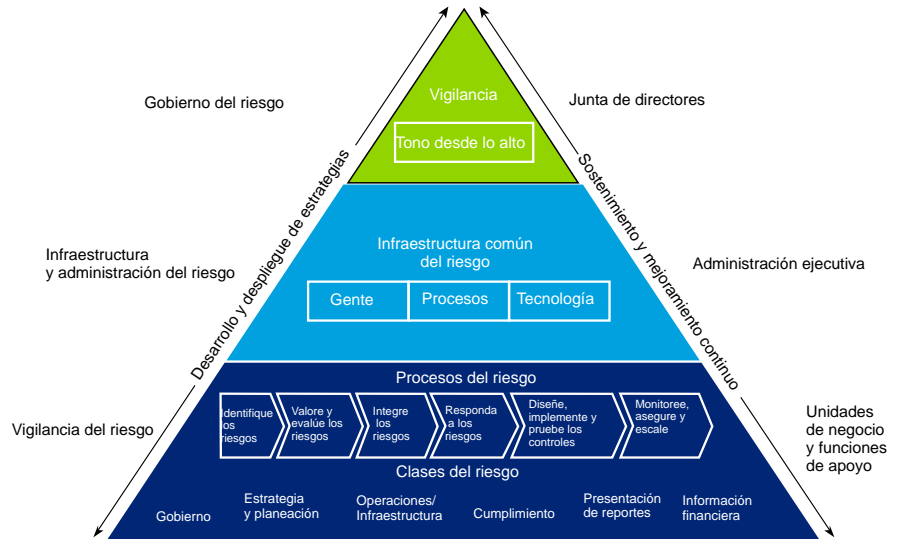 Gobierno del riesgo
Vigilancia
Junta de directores
Tono desde lo alto
Desarrollo y despliegue de estrategias
Sostenimiento y mejoramiento continuo
Infraestructura
y administración del riesgo
Infraestructura común
del riesgo
Administración ejecutiva
Gente
Procesos
Tecnología
Procesos del riesgo
Vigilancia del riesgo
Identifique
los
riesgos
Valore y
evalúe los
riesgos
Integre
los
riesgos
Responda
a los
riesgos
Diseñe,
implemente y
pruebe los
controles
Monitoree,
asegure y
escale
Unidades
de negocio
y funciones
de apoyo
Clases del riesgo
Gobierno
Estrategia
y planeación
Operaciones/
Infraestructura
Cumplimiento
Presentación
de reportes
Información
financiera